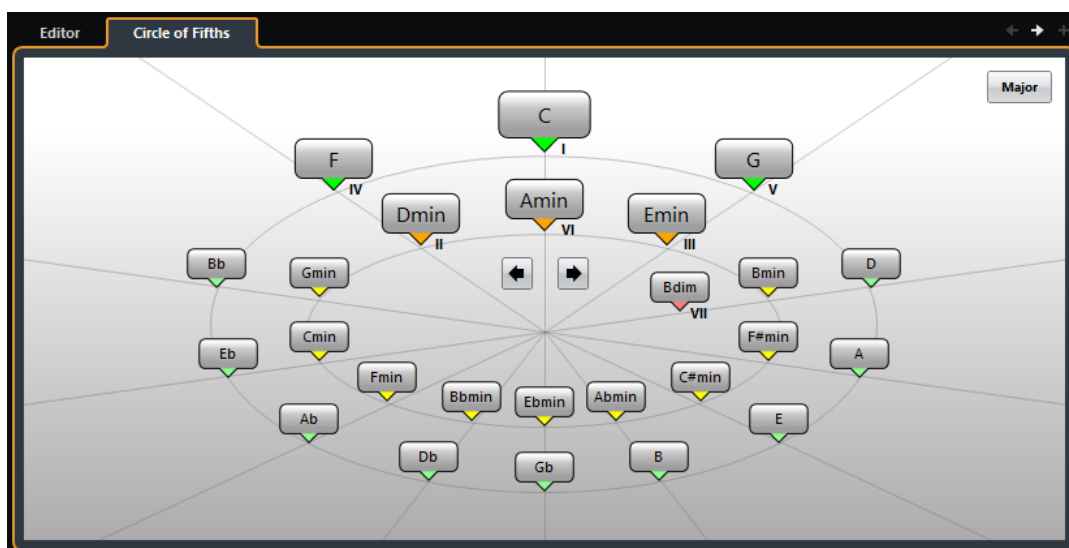 Editor
Circle of Fifths
Major
C
I
F
IV
G
V
Amin
VI
Dmin
II
Emin
III
Bb
Gmin
Bdim
VII
Bmin
D
Eb
Cmin
F#min
A
Fmin
C#min
Bbmin
Ebmin
Abmin
Ab
E
Db
Gb
B